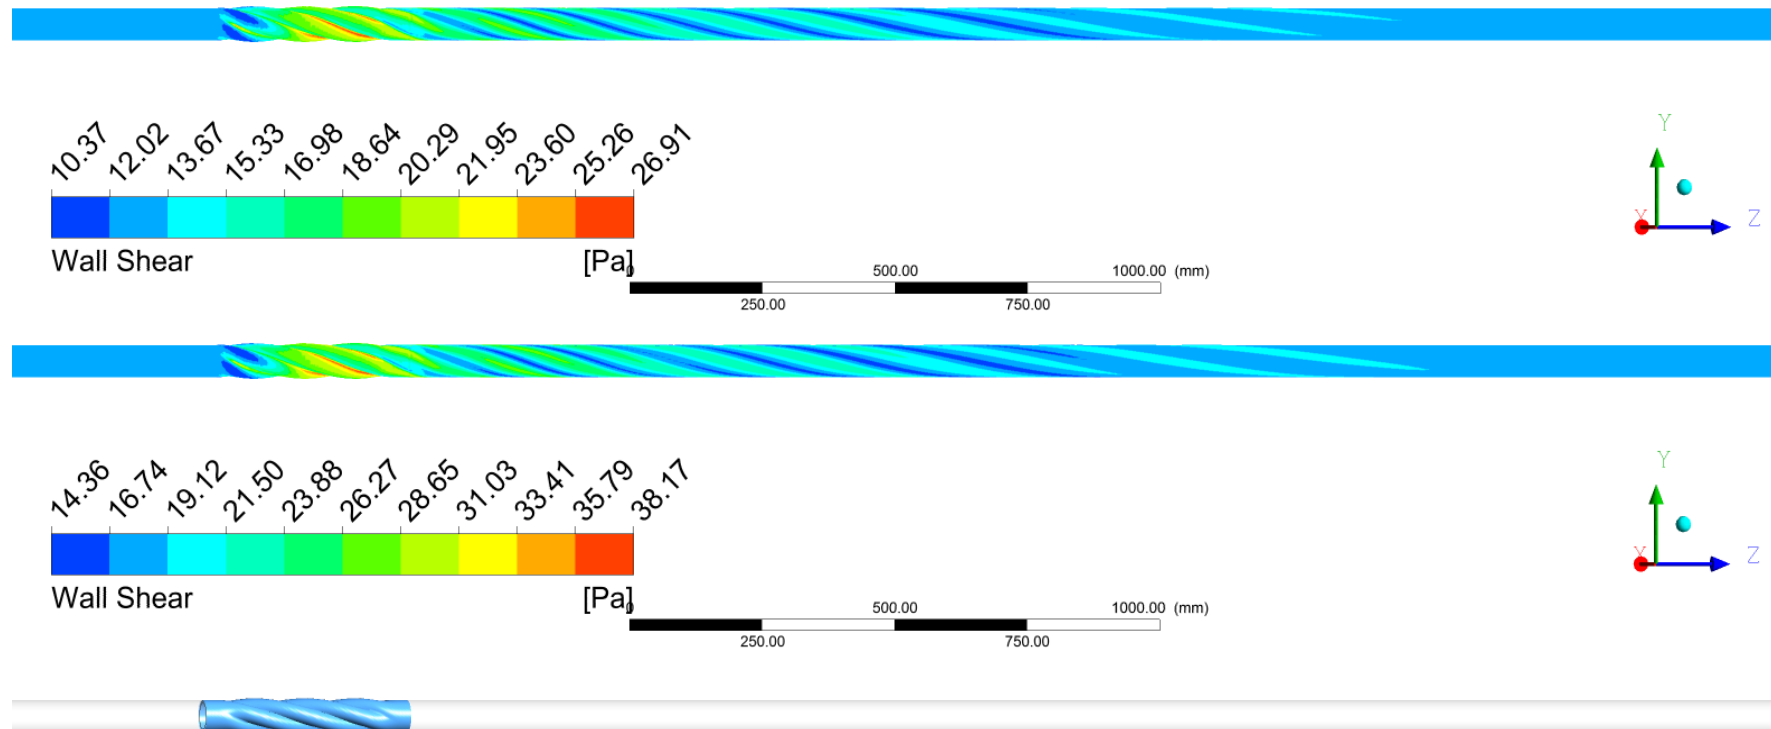 10.37 12.02 13.67 15.33 16.98 18.64 20.29 21.95 23.60 25.26 26.91
Y
Y Z
Wall Shear [Pa]
0 500.00 1000.00 (mm)
250.00 750.00
14.36 16.74 19.12 21.50 23.88 26.27 28.65 31.03 33.41 35.79 38.17
Y
Y Z
Wall Shear [Pa]
0 500.00 1000.00 (mm)
250.00 750.00